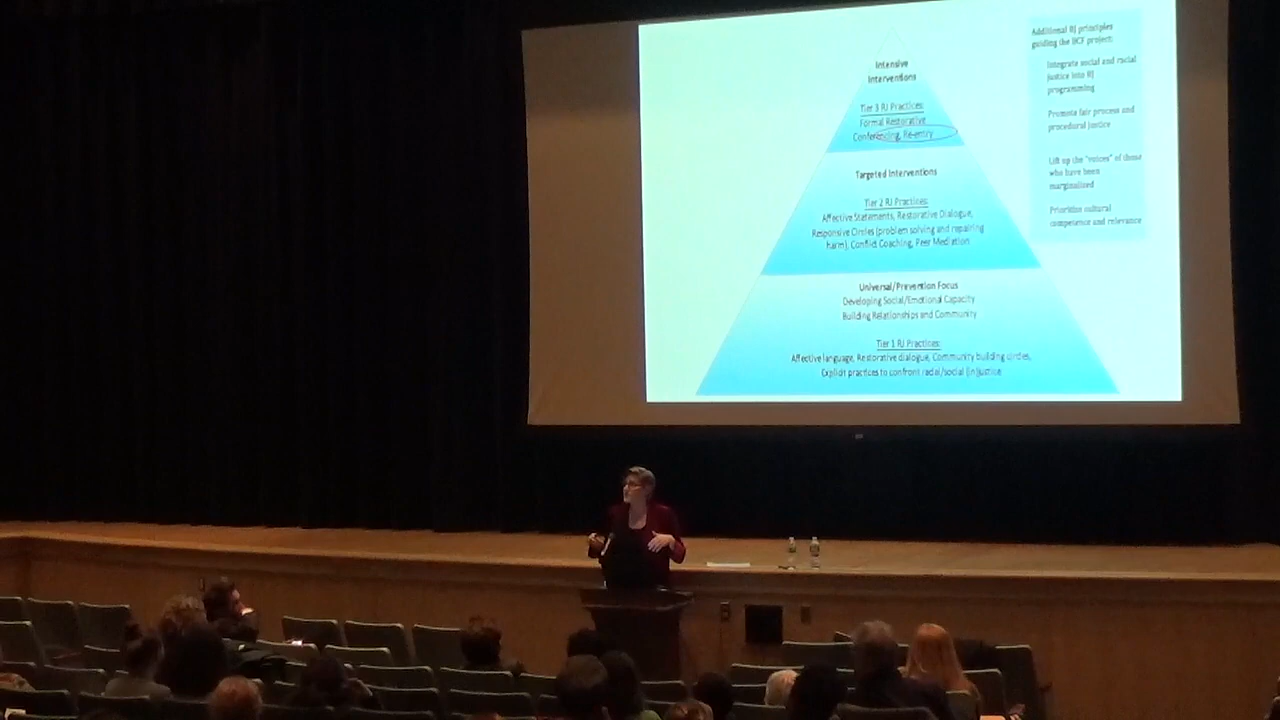 Intensive
Interventions
Tier 3 RJ Practices:
Formal Restorative
Conferencing, Re-entry
Targeted Interventions
Tier 2 RJ Practices:
Affective Statements, Restorative Dialogue,
Responsive Circles (problem solving and repairing
harm), Conflict Coaching, Peer Mediation
Universal/Prevention Focus
Developing Social/Emotional Capacity
Building Relationships and Community
Tier 1 RJ Practices:
Affective language, Restorative dialogue, Community building circles,
Explicit practices to confront racial/social (in)justice
Additional RJ principles
guiding the project:
Integrate social and racial
justice into RJ
programming
Promote fair process and
procedural justice
Lift up the "voices" of those
who have been
marginalized
Prioritize cultural
competence and relevance